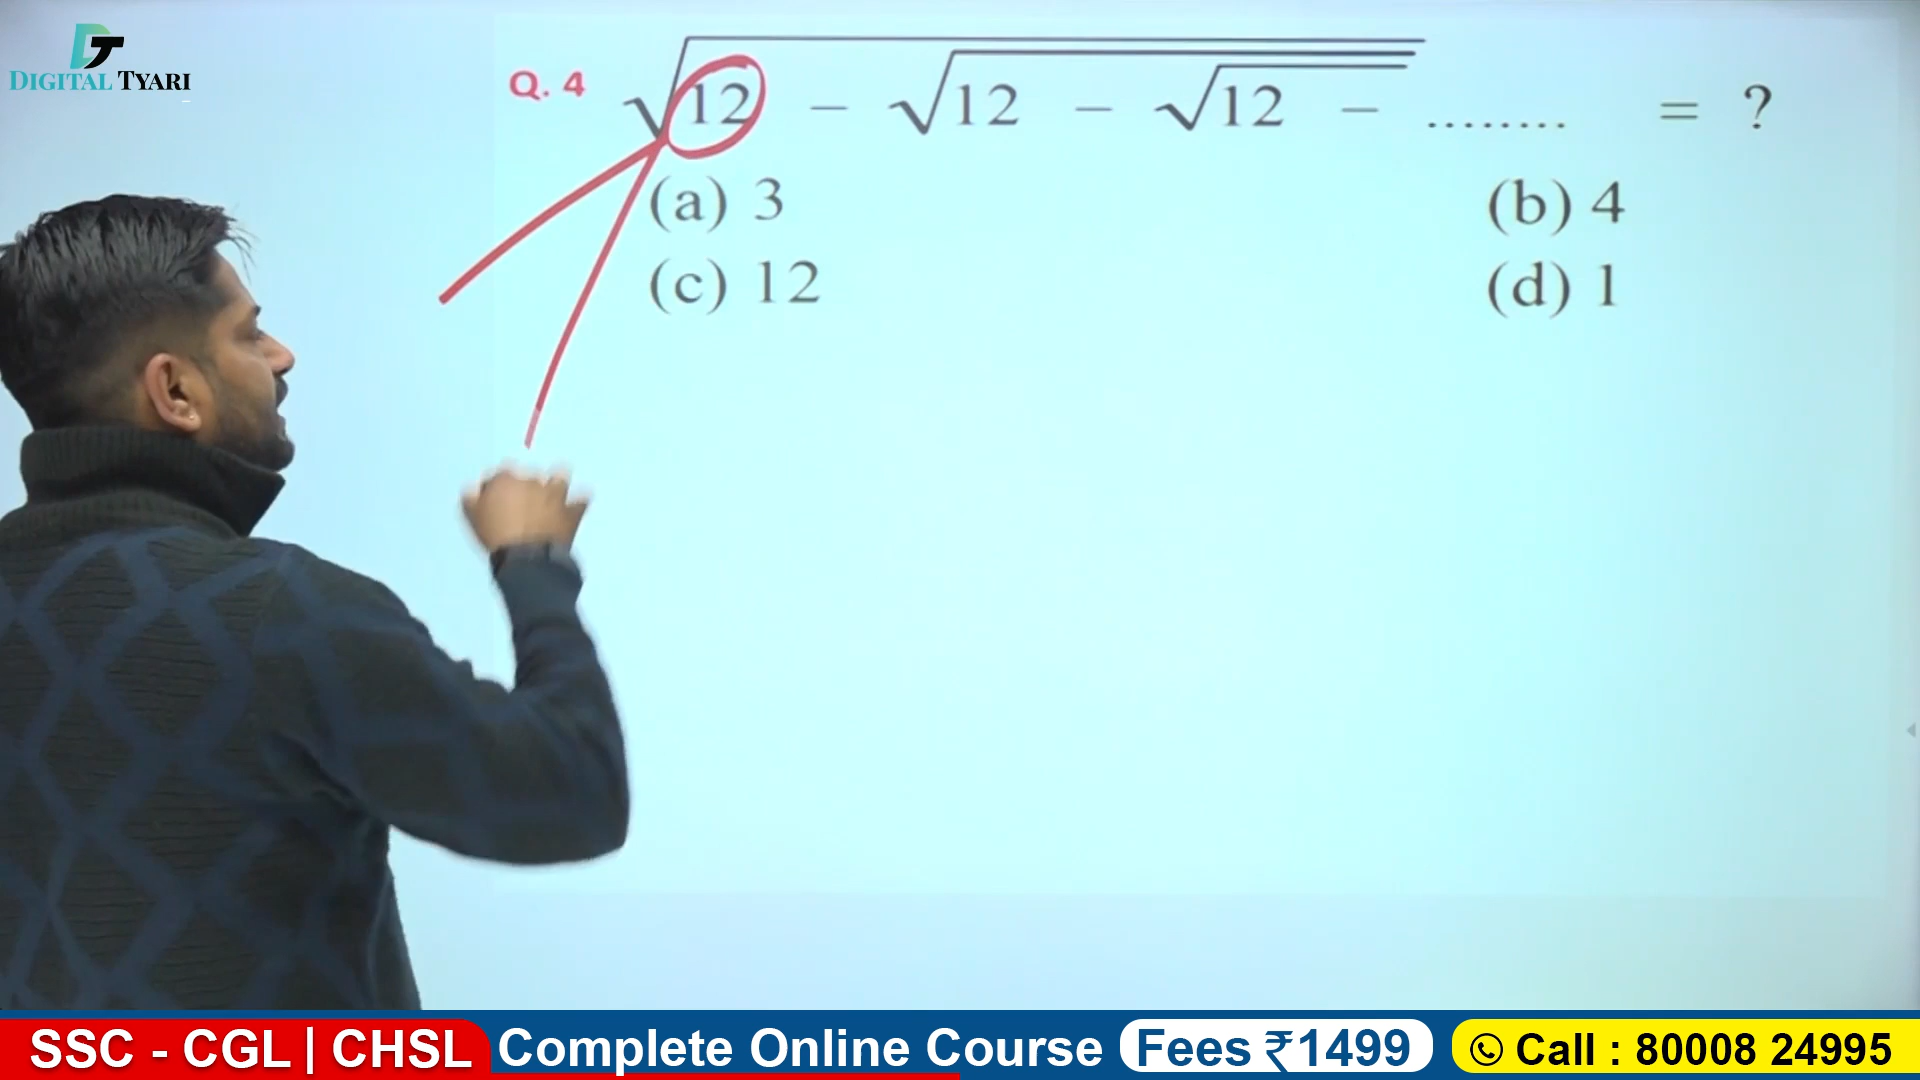 DIGITAL TYARI
Q. 4 √12 − √12 − √12 − ........ = ?
(a) 3 (b) 4
(c) 12 (d) 1
SSC - CGL | CHSL Complete Online Course Fees ₹1499 Call : 80008 24995